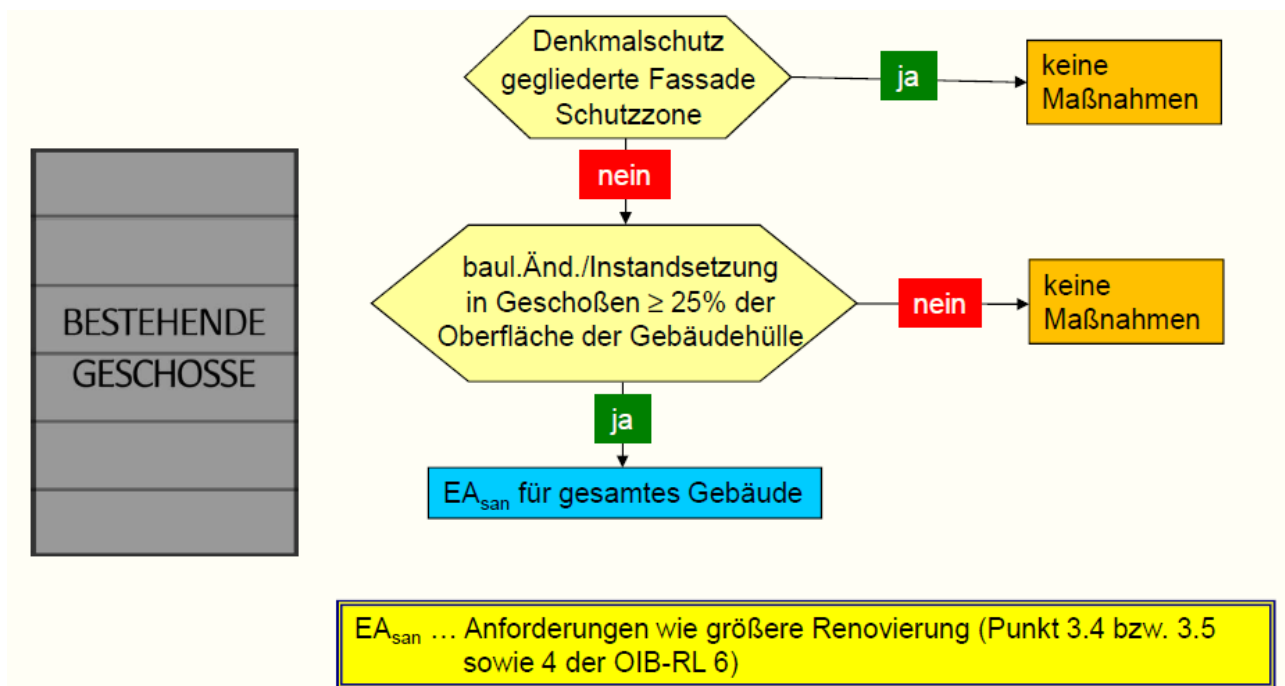 Denkmalschutz
gegliederte Fassade
Schutzzone
ja
keine
Maßnahmen
nein
baul.Änd./Instandsetzung
in Geschoßen ≥ 25% der
Oberfläche der Gebäudehülle
nein
keine
Maßnahmen
BESTEHENDE
GESCHOSSE
ja
EAsan für gesamtes Gebäude
EAsan ... Anforderungen wie größere Renovierung (Punkt 3.4 bzw. 3.5
sowie 4 der OIB-RL 6)